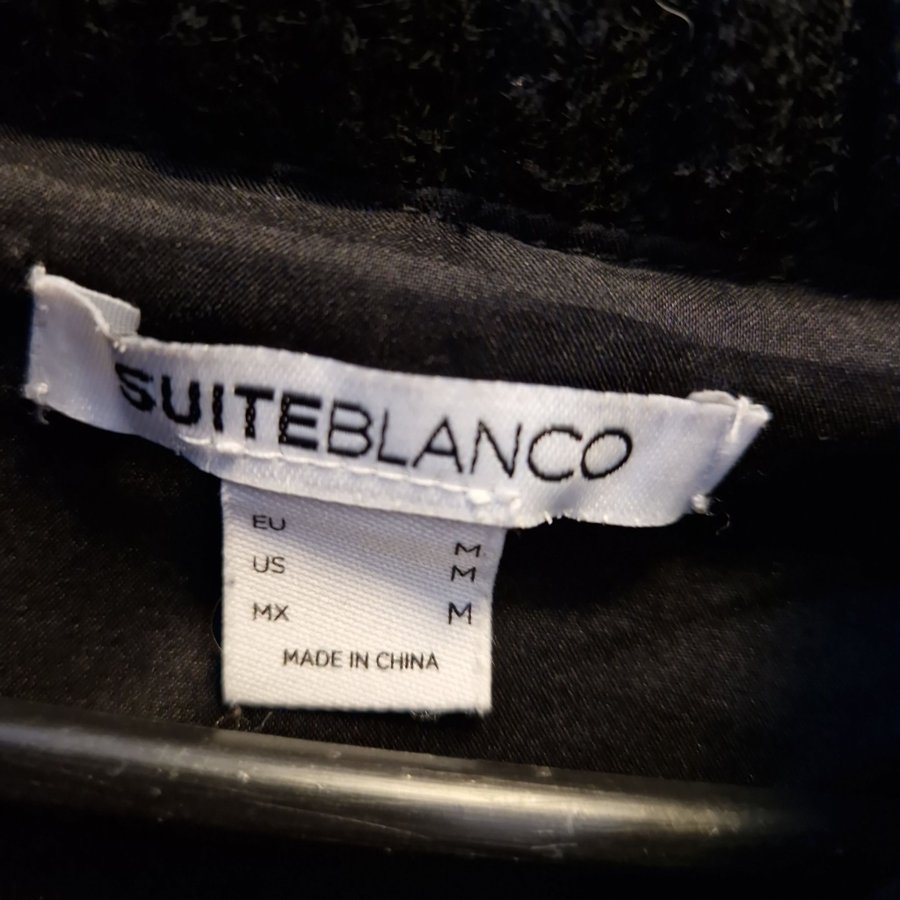 SUITEBLANCO
EU M
US M
MX M
MADE IN CHINA